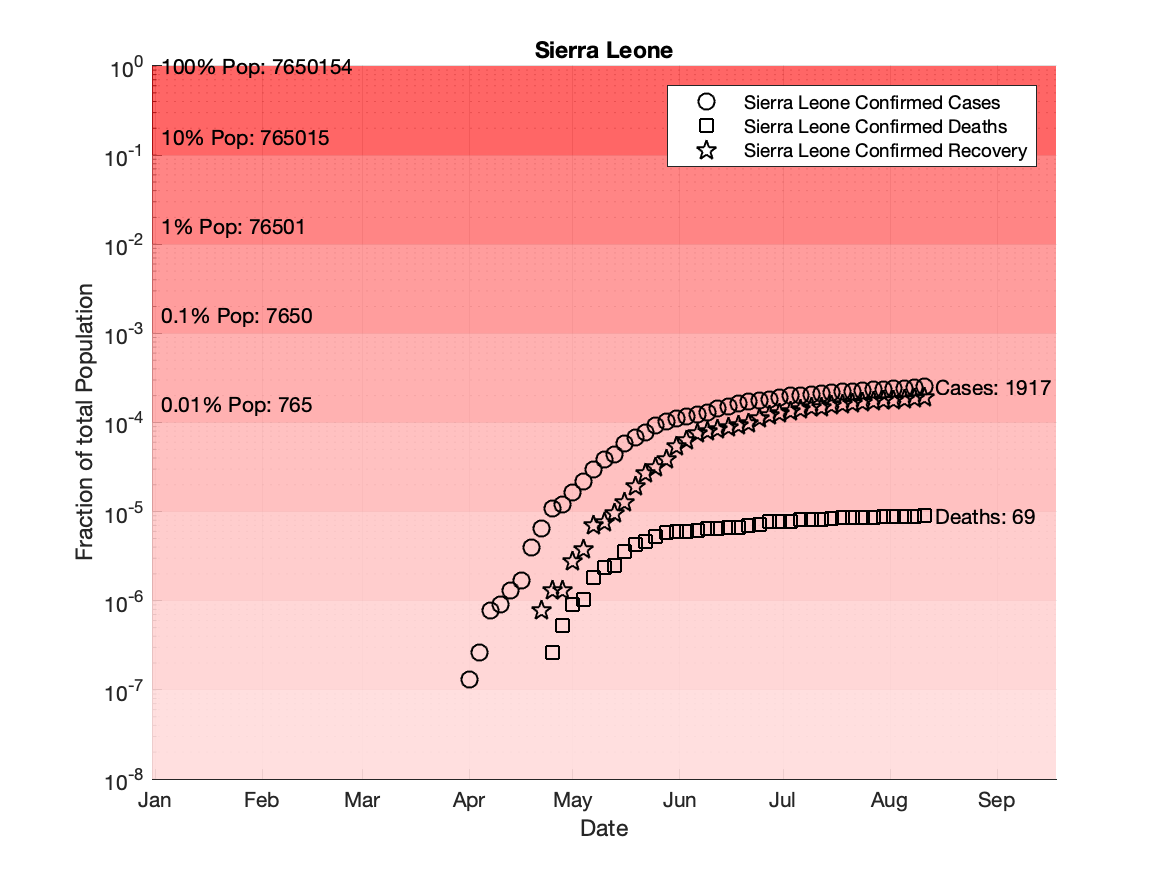 Sierra Leone
10^0
10^-1
10^-2
10^-3
10^-4
10^-5
10^-6
10^-7
10^-8
Fraction of total Population
100% Pop: 7650154
10% Pop: 765015
1% Pop: 76501
0.1% Pop: 7650
0.01% Pop: 765
Sierra Leone Confirmed Cases
Sierra Leone Confirmed Deaths
Sierra Leone Confirmed Recovery
Cases: 1917
Deaths: 69
Jan Feb Mar Apr May Jun Jul Aug Sep
Date